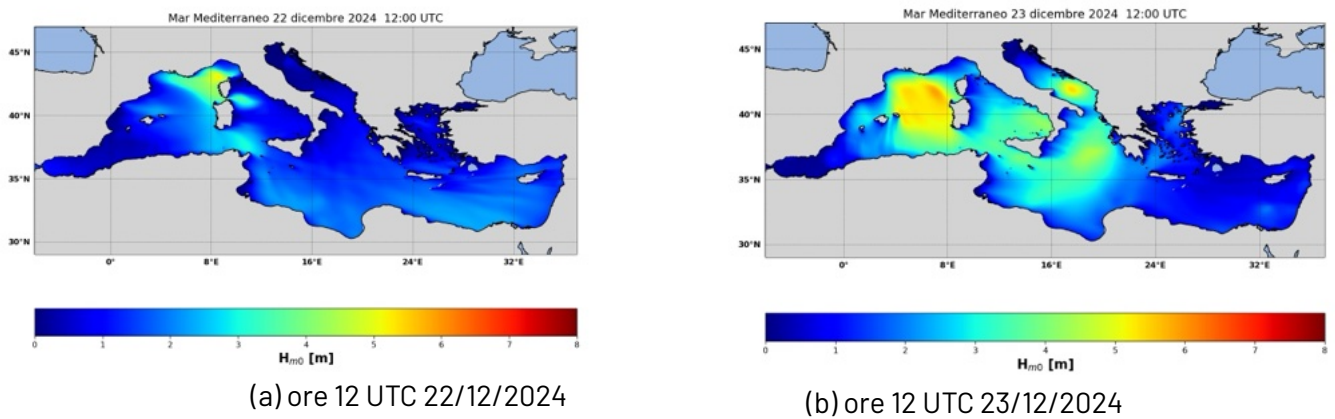 Mar Mediterraneo 22 dicembre 2024 12:00 UTC
45°N
40°N
35°N
30°N
0° 8°E 16°E 24°E 32°E
0 1 2 3 4 5 6 7 8
Hm0 [m]
(a) ore 12 UTC 22/12/2024
Mar Mediterraneo 23 dicembre 2024 12:00 UTC
45°N
40°N
35°N
30°N
0° 8°E 16°E 24°E 32°E
0 1 2 3 4 5 6 7 8
Hm0 [m]
(b) ore 12 UTC 23/12/2024